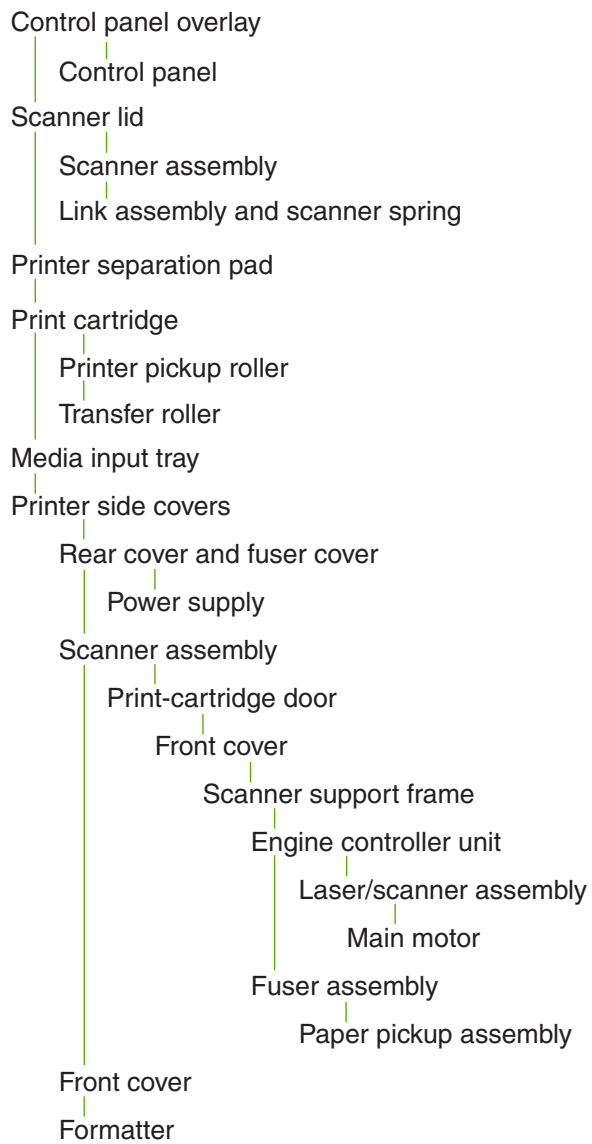 Control panel overlay
Control panel
Scanner lid
Scanner assembly
Link assembly and scanner spring
Printer separation pad
Print cartridge
Printer pickup roller
Transfer roller
Media input tray
Printer side covers
Rear cover and fuser cover
Power supply
Scanner assembly
Print-cartridge door
Front cover
Scanner support frame
Engine controller unit
Laser/scanner assembly
Main motor
Fuser assembly
Paper pickup assembly
Front cover
Formatter